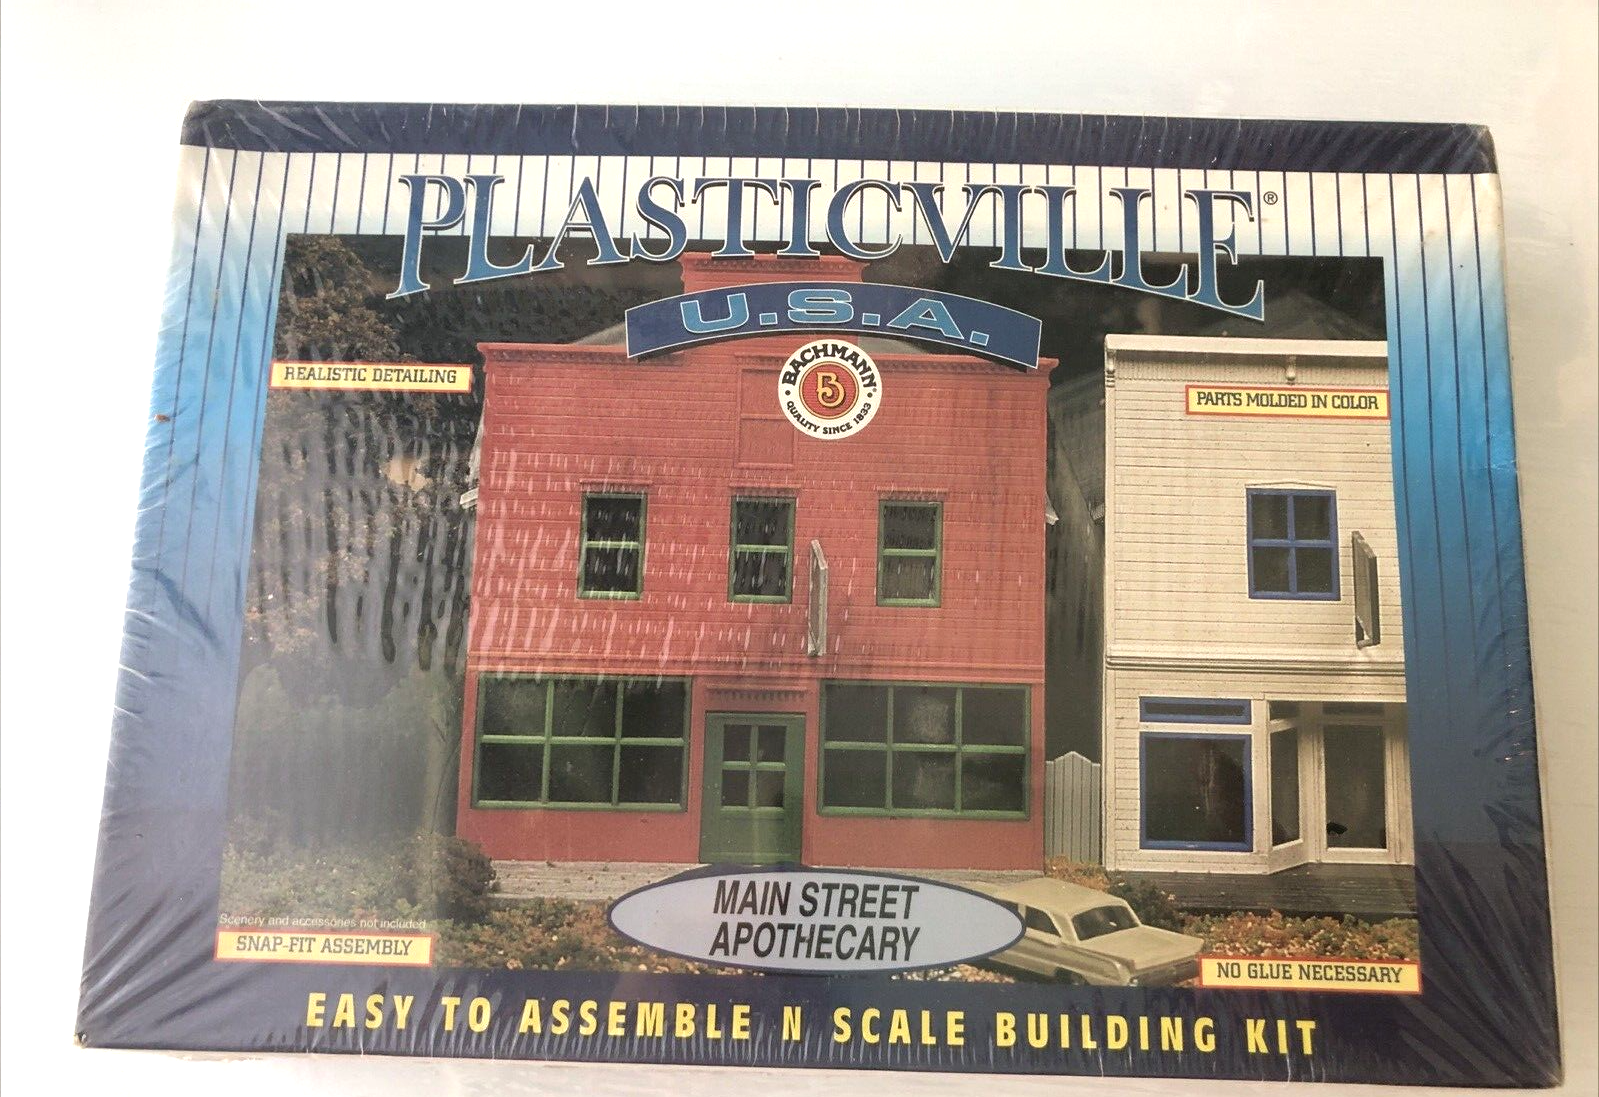 PLASTICVILLE®
U.S.A.
BACHMANN®
B
QUALITY SINCE 1833
REALISTIC DETAILING
PARTS MOLDED IN COLOR
MAIN STREET
APOTHECARY
Scenery and accessories not included
SNAP-FIT ASSEMBLY
NO GLUE NECESSARY
EASY TO ASSEMBLE N SCALE BUILDING KIT